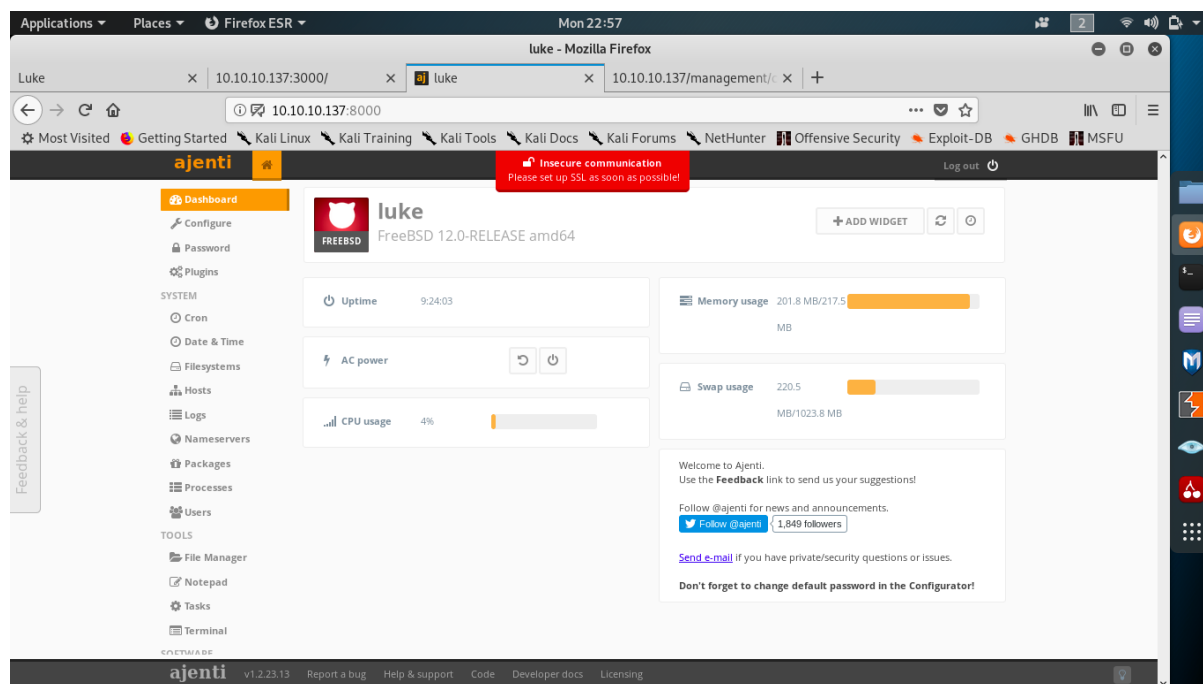 Applications Places Firefox ESR Mon 22:57 2
luke - Mozilla Firefox
Luke 10.10.10.137:3000/ aj luke 10.10.10.137/management/c
10.10.10.137:8000
Most Visited Getting Started Kali Linux Kali Training Kali Tools Kali Docs Kali Forums NetHunter Offensive Security Exploit-DB GHDB MSFU
ajenti Insecure communication Log out
Please set up SSL as soon as possible!
Dashboard
Configure
Password
Plugins
SYSTEM
Cron
Date & Time
Filesystems
Hosts
Logs
Nameservers
Packages
Processes
Users
TOOLS
File Manager
Notepad
Tasks
Terminal
SOFTWARE
FREEBSD
luke
FreeBSD 12.0-RELEASE amd64
ADD WIDGET
Uptime 9:24:03
AC power
CPU usage 4%
Memory usage 201.8 MB/217.5
MB
Swap usage 220.5
MB/1023.8 MB
Welcome to Ajenti.
Use the Feedback link to send us your suggestions!
Follow @ajenti for news and announcements.
Follow @ajenti 1,849 followers
Send e-mail if you have private/security questions or issues.
Don't forget to change default password in the Configurator!
Feedback & help
ajenti v1.2.23.13 Report a bug Help & support Code Developer docs Licensing